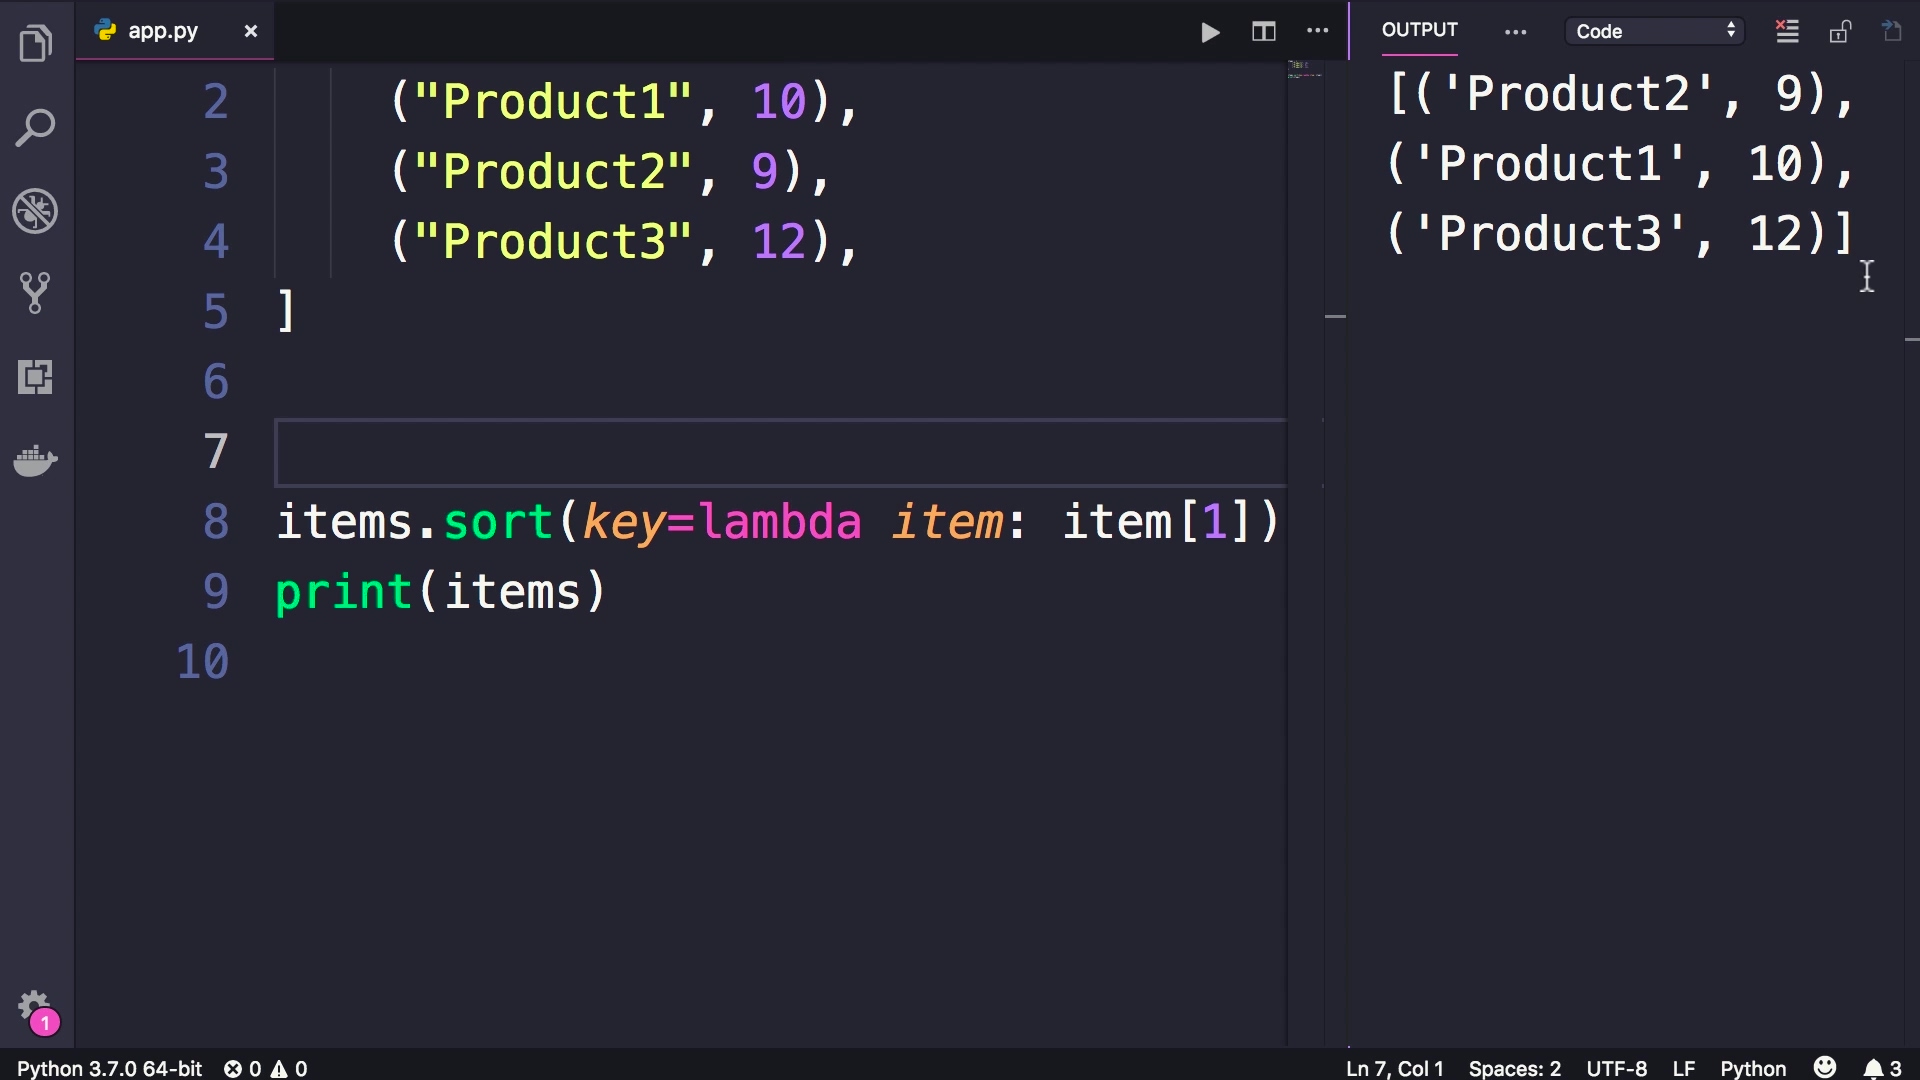 app.py
OUTPUT
Code
2 ("Product1", 10),
3 ("Product2", 9),
4 ("Product3", 12),
5 ]
6
7
8 items.sort(key=lambda item: item[1])
9 print(items)
10
[('Product2', 9),
('Product1', 10),
('Product3', 12)]
1
Python 3.7.0 64-bit 0 0 Ln 7, Col 1 Spaces: 2 UTF-8 LF Python 3